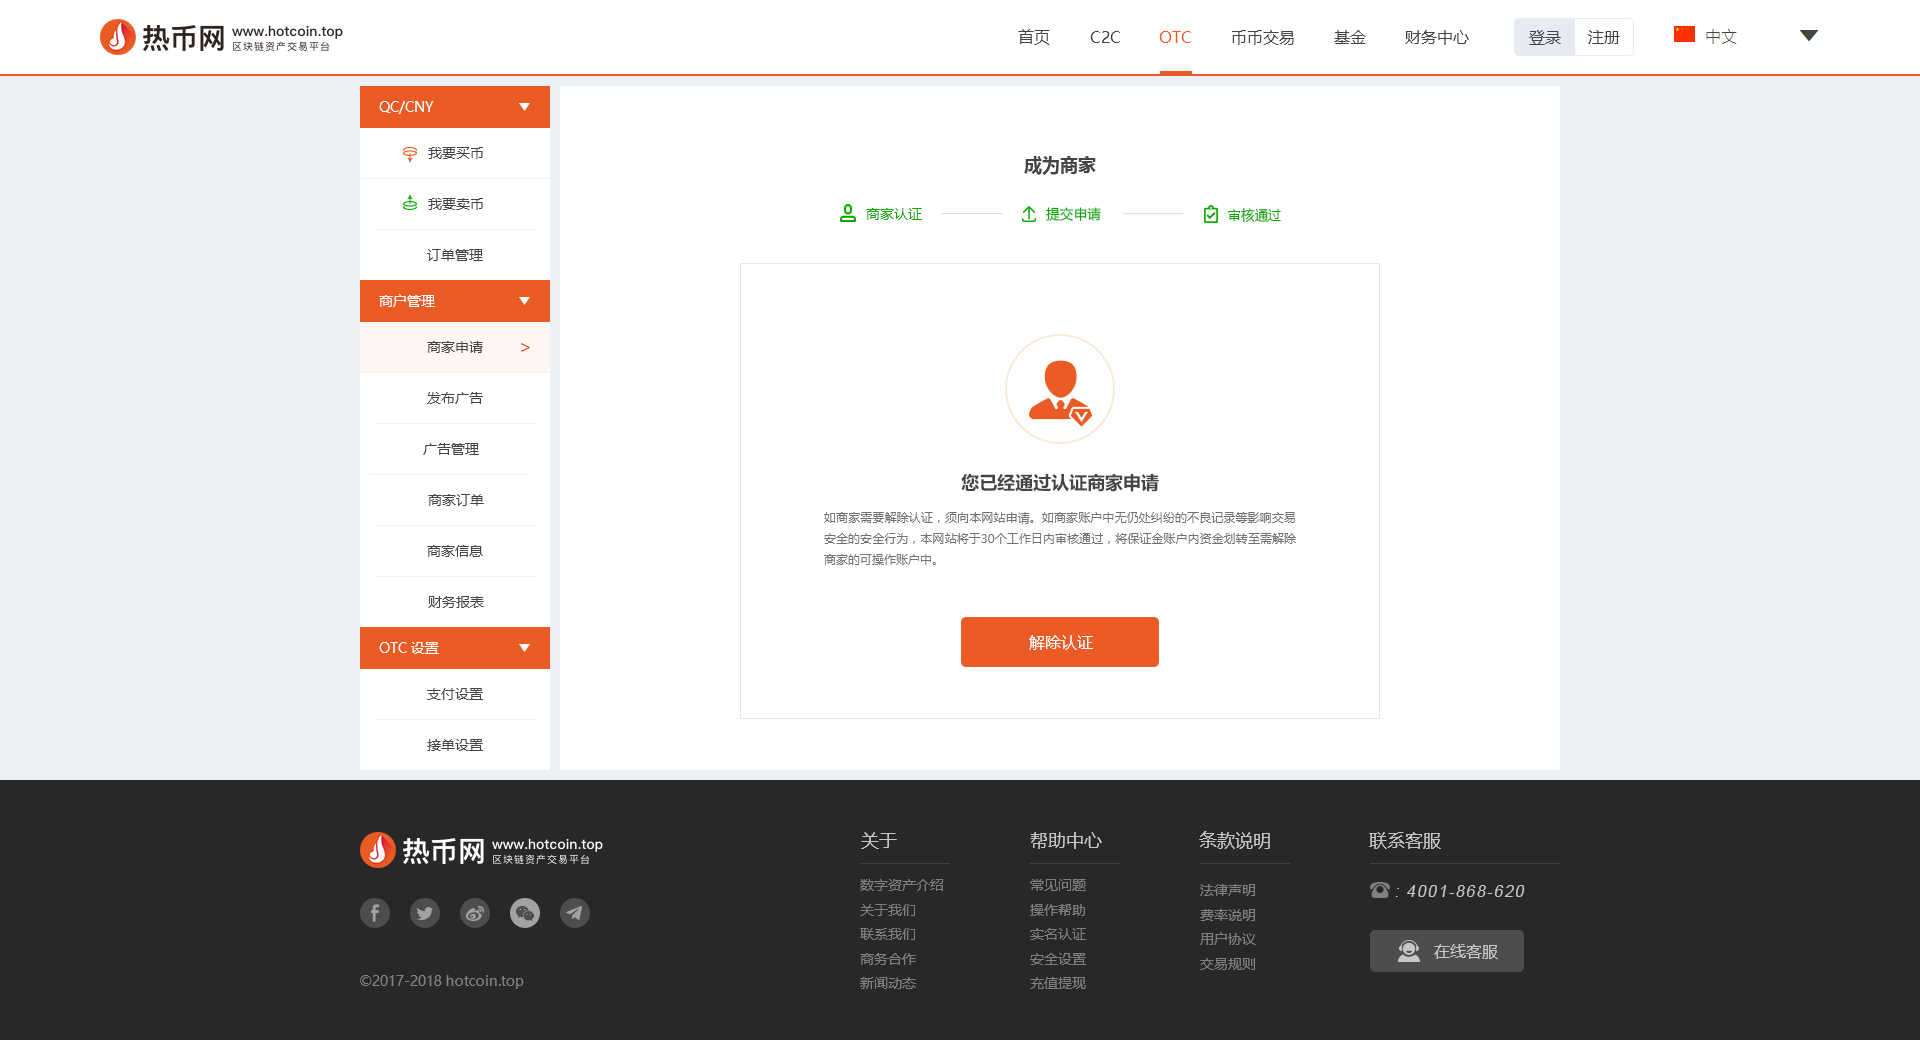 热币网 www.hotcoin.top
区块链资产交易平台
首页 C2C OTC 币币交易 基金 财务中心 登录 注册 中文
QC/CNY
我要买币
我要卖币
订单管理
商户管理
商家申请 >
发布广告
广告管理
商家订单
商家信息
财务报表
OTC 设置
支付设置
接单设置
成为商家
商家认证 提交申请 审核通过
您已经通过认证商家申请
如商家需要解除认证，须向本网站申请。如商家账户中无仍处纠纷的不良记录等影响交易
安全的安全行为，本网站将于30个工作日内审核通过，将保证金账户内资金划转至需解除
商家的可操作账户中。
解除认证
热币网 www.hotcoin.top
区块链资产交易平台
©2017-2018 hotcoin.top
关于
数字资产介绍
关于我们
联系我们
商务合作
新闻动态
帮助中心
常见问题
操作帮助
实名认证
安全设置
充值提现
条款说明
法律声明
费率说明
用户协议
交易规则
联系客服
: 4001-868-620
在线客服